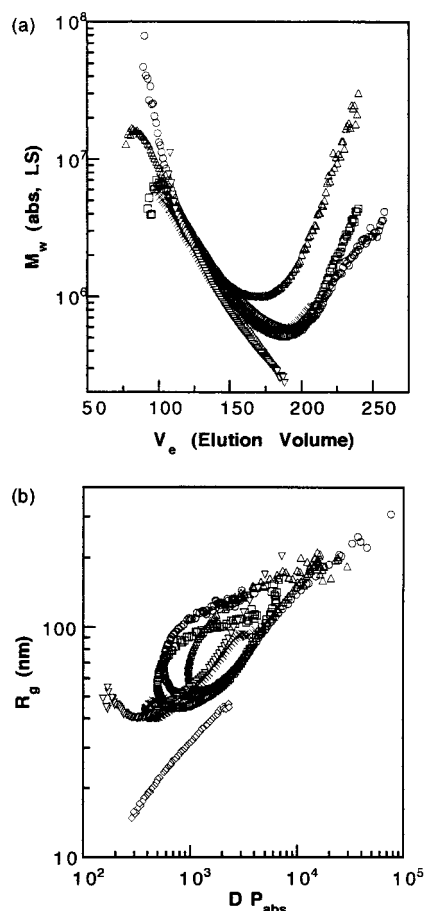 (a)
10^8
10^7
10^6
M_w (abs, LS)
50 100 150 200 250
V_e (Elution Volume)
(b)
100
10
R_g (nm)
10^2 10^3 10^4 10^5
D P_abs